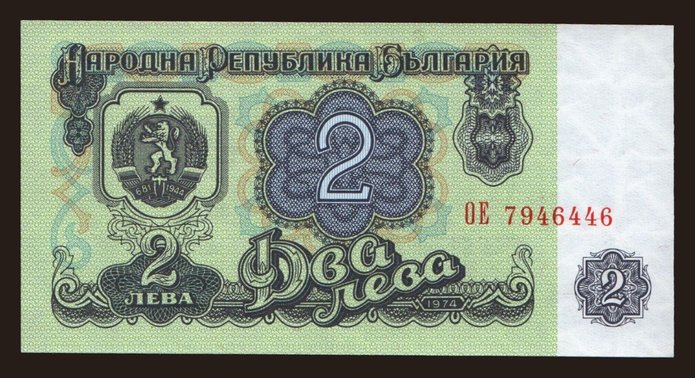 Народна Република България
681 1944
2
ОЕ 7946446
2
ЛЕВА
Два
лева
1974
2